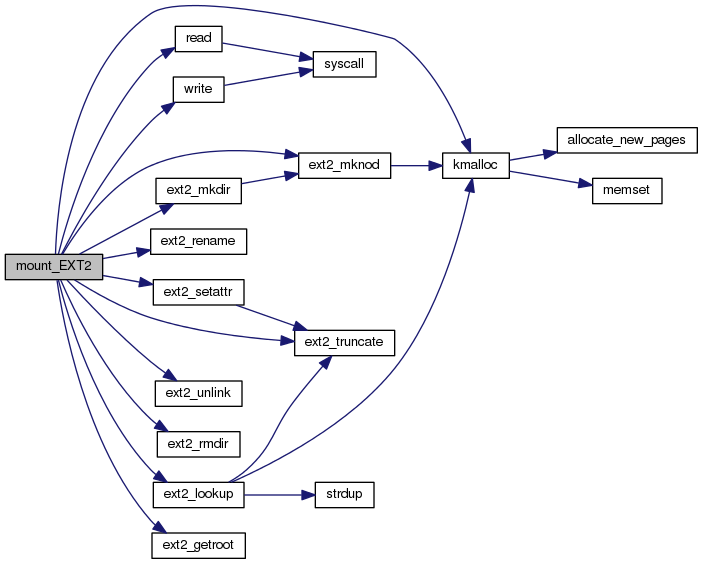 read
syscall
write
allocate_new_pages
ext2_mknod
kmalloc
ext2_mkdir
memset
ext2_rename
mount_EXT2
ext2_setattr
ext2_truncate
ext2_unlink
ext2_rmdir
ext2_lookup
strdup
ext2_getroot